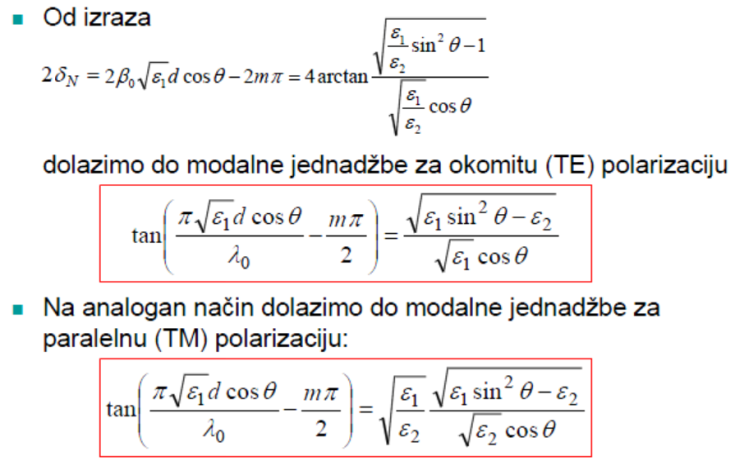 ▪ Od izraza
$2\delta_N = 2\beta_0\sqrt{\varepsilon_1}d\cos\theta - 2m\pi = 4\arctan\frac{\sqrt{\frac{\varepsilon_1}{\varepsilon_2}\sin^2\theta - 1}}{\sqrt{\frac{\varepsilon_1}{\varepsilon_2}}\cos\theta}$
dolazimo do modalne jednadžbe za okomitu (TE) polarizaciju
$\tan\left(\frac{\pi\sqrt{\varepsilon_1}d\cos\theta}{\lambda_0} - \frac{m\pi}{2}\right) = \frac{\sqrt{\varepsilon_1\sin^2\theta - \varepsilon_2}}{\sqrt{\varepsilon_1}\cos\theta}$
▪ Na analogan način dolazimo do modalne jednadžbe za
paralelnu (TM) polarizaciju:
$\tan\left(\frac{\pi\sqrt{\varepsilon_1}d\cos\theta}{\lambda_0} - \frac{m\pi}{2}\right) = \sqrt{\frac{\varepsilon_1}{\varepsilon_2}}\frac{\sqrt{\varepsilon_1\sin^2\theta - \varepsilon_2}}{\sqrt{\varepsilon_2}\cos\theta}$